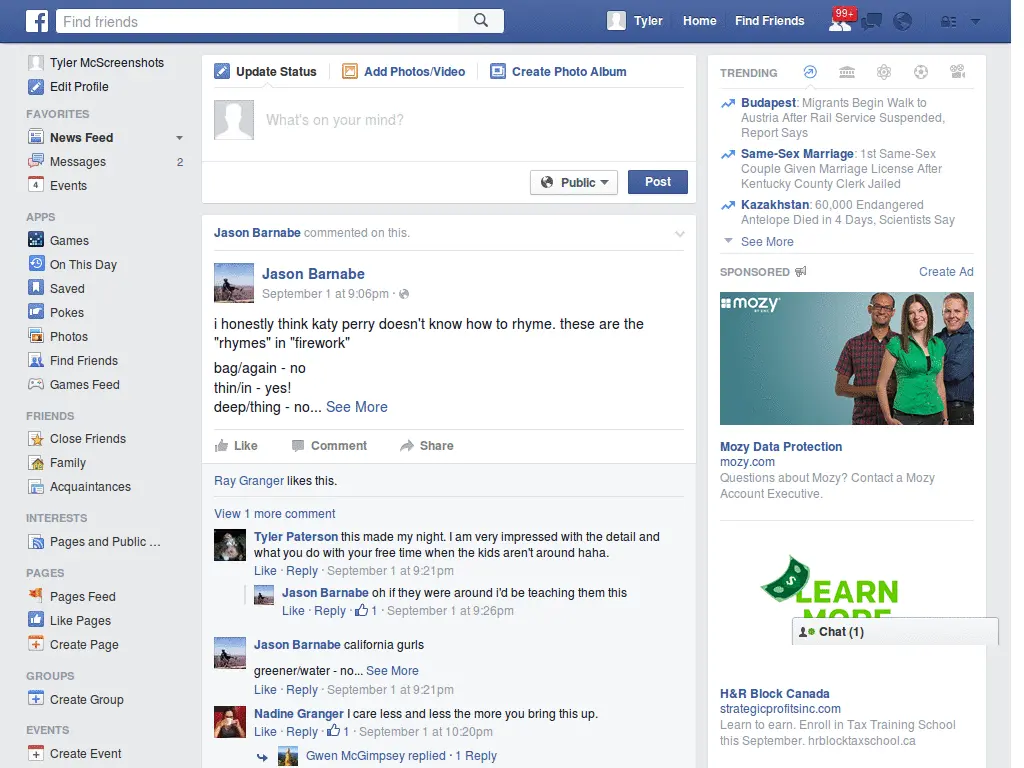 Find friends
Tyler
Home
Find Friends
99+
Tyler McScreenshots
Edit Profile
FAVORITES
News Feed
Messages
2
4
Events
APPS
Games
On This Day
Saved
Pokes
Photos
Find Friends
Games Feed
FRIENDS
Close Friends
Family
Acquaintances
INTERESTS
Pages and Public ...
PAGES
Pages Feed
Like Pages
Create Page
GROUPS
Create Group
EVENTS
Create Event
Update Status
Add Photos/Video
Create Photo Album
What's on your mind?
Public
Post
Jason Barnabe commented on this.
Jason Barnabe
September 1 at 9:06pm ·
i honestly think katy perry doesn't know how to rhyme. these are the
"rhymes" in "firework"
bag/again - no
thin/in - yes!
deep/thing - no... See More
Like
Comment
Share
Ray Granger likes this.
View 1 more comment
Tyler Paterson this made my night. I am very impressed with the detail and
what you do with your free time when the kids aren't around haha.
Like · Reply · September 1 at 9:21pm
Jason Barnabe oh if they were around i'd be teaching them this
Like · Reply · 1 · September 1 at 9:26pm
Jason Barnabe california gurls
greener/water - no... See More
Like · Reply · September 1 at 9:21pm
Nadine Granger I care less and less the more you bring this up.
Like · Reply · 1 · September 1 at 10:20pm
Gwen McGimpsey replied · 1 Reply
TRENDING
Budapest: Migrants Begin Walk to
Austria After Rail Service Suspended,
Report Says
Same-Sex Marriage: 1st Same-Sex
Couple Given Marriage License After
Kentucky County Clerk Jailed
Kazakhstan: 60,000 Endangered
Antelope Died in 4 Days, Scientists Say
See More
SPONSORED
Create Ad
mozy
BY EMC
Mozy Data Protection
mozy.com
Questions about Mozy? Contact a Mozy
Account Executive.
$
LEARN
MORE
Chat (1)
H&R Block Canada
strategicprofitsinc.com
Learn to earn. Enroll in Tax Training School
this September. hrblocktaxschool.ca